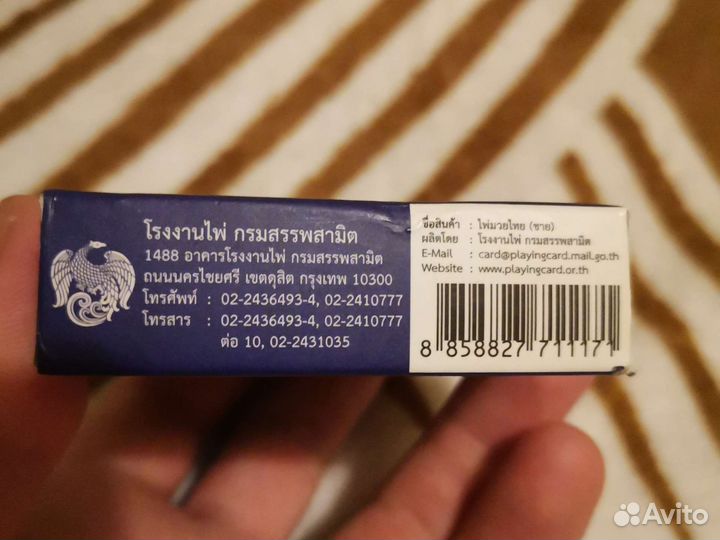 โรงงานไพ่ กรมสรรพสามิต
1488 อาคารโรงงานไพ่ กรมสรรพสามิต
ถนนนครไชยศรี เขตดุสิต กรุงเทพ 10300
โทรศัพท์ : 02-2436493-4, 02-2410777
โทรสาร : 02-2436493-4, 02-2410777
ต่อ 10, 02-2431035
ชื่อสินค้า : ไพ่มวยไทย (ชาย)
ผลิตโดย : โรงงานไพ่ กรมสรรพสามิต
E-Mail : card@playingcard.mail.go.th
Website : www.playingcard.or.th
8 858827 711171
Avito